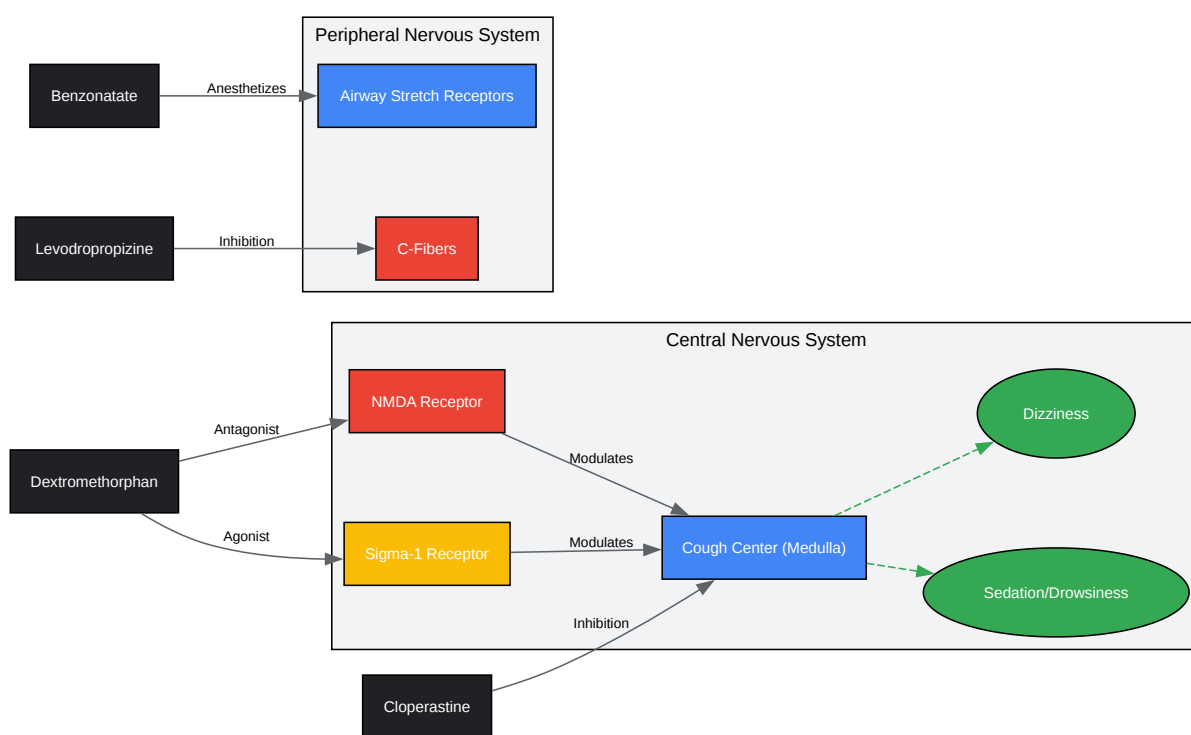 Peripheral Nervous System
Benzonatate
Anesthetizes
Airway Stretch Receptors
Levodropropizine
Inhibition
C-Fibers
Central Nervous System
NMDA Receptor
Dizziness
Antagonist
Modulates
Dextromethorphan
Agonist
Sigma-1 Receptor
Modulates
Cough Center (Medulla)
Sedation/Drowsiness
Inhibition
Cloperastine